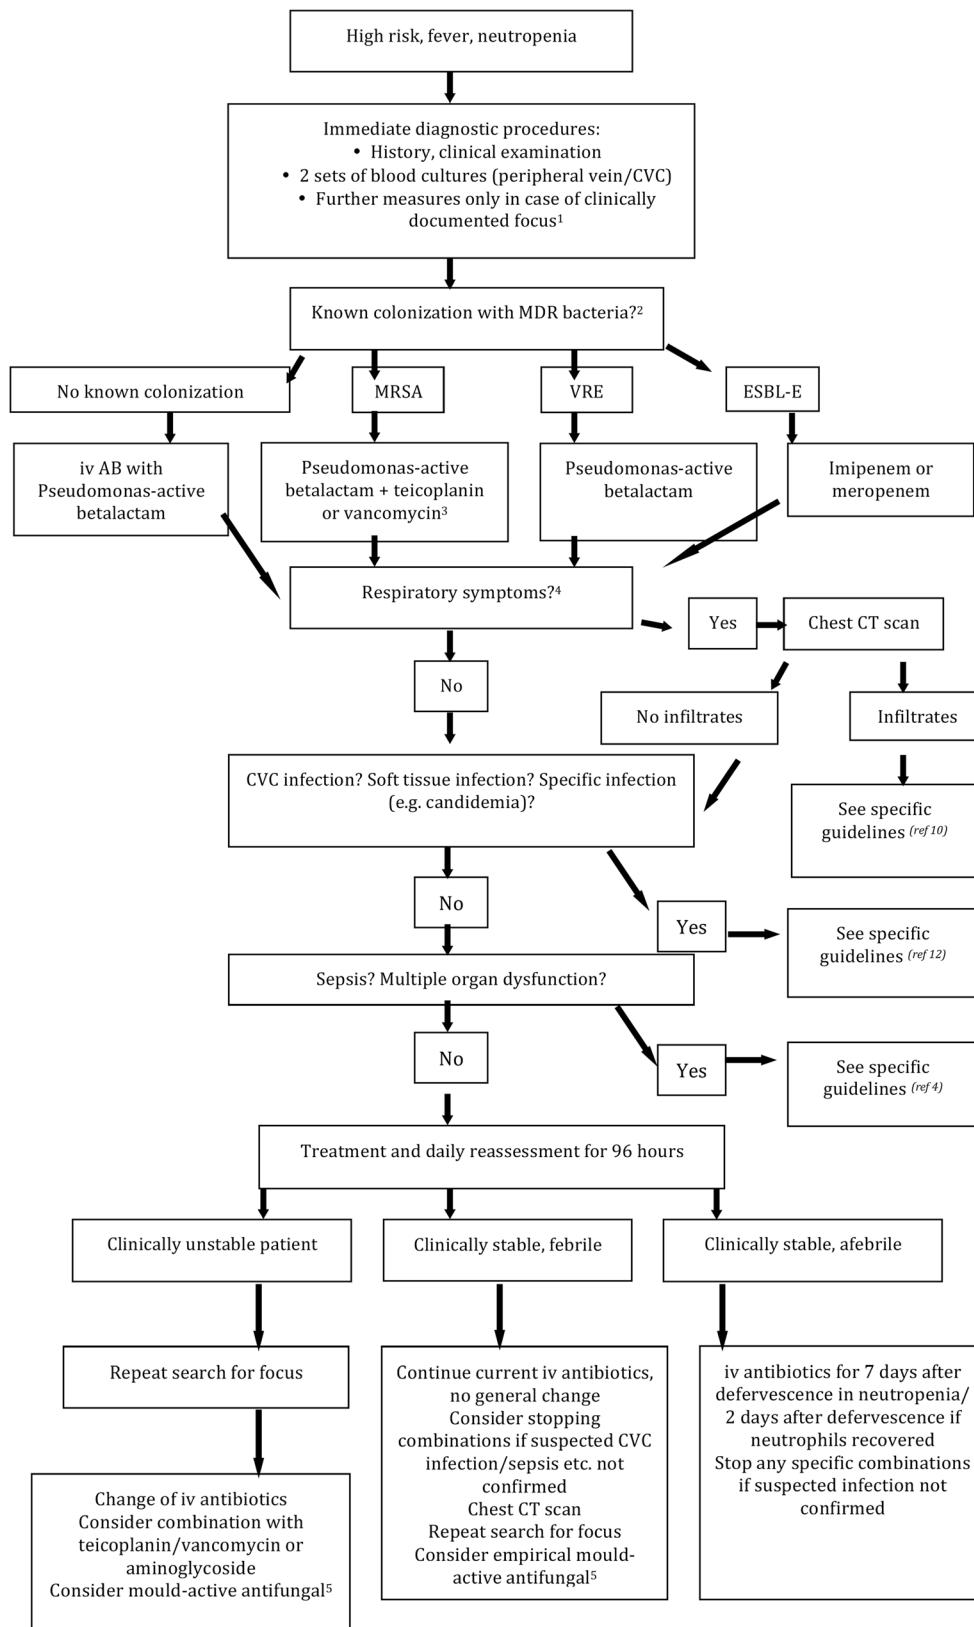 High risk, fever, neutropenia
Immediate diagnostic procedures:
• History, clinical examination
• 2 sets of blood cultures (peripheral vein/CVC)
• Further measures only in case of clinically
documented focus¹
Known colonization with MDR bacteria?²
No known colonization
MRSA
VRE
ESBL-E
iv AB with
Pseudomonas-active
betalactam
Pseudomonas-active
betalactam + teicoplanin
or vancomycin³
Pseudomonas-active
betalactam
Imipenem or
meropenem
Respiratory symptoms?⁴
Yes
Chest CT scan
No
No infiltrates
Infiltrates
CVC infection? Soft tissue infection? Specific infection
(e.g. candidemia)?
See specific
guidelines (ref 10)
No
Yes
See specific
guidelines (ref 12)
Sepsis? Multiple organ dysfunction?
No
Yes
See specific
guidelines (ref 4)
Treatment and daily reassessment for 96 hours
Clinically unstable patient
Clinically stable, febrile
Clinically stable, afebrile
Repeat search for focus
Continue current iv antibiotics,
no general change
Consider stopping
combinations if suspected CVC
infection/sepsis etc. not
confirmed
Chest CT scan
Repeat search for focus
Consider empirical mould-
active antifungal⁵
iv antibiotics for 7 days after
defervescence in neutropenia/
2 days after defervescence if
neutrophils recovered
Stop any specific combinations
if suspected infection not
confirmed
Change of iv antibiotics
Consider combination with
teicoplanin/vancomycin or
aminoglycoside
Consider mould-active antifungal⁵